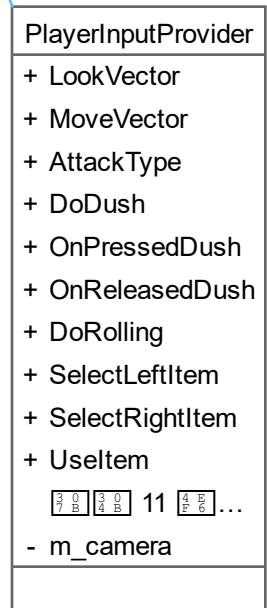 PlayerInputProvider
+ LookVector
+ MoveVector
+ AttackType
+ DoDush
+ OnPressedDush
+ OnReleasedDush
+ DoRolling
+ SelectLeftItem
+ SelectRightItem
+ UseItem
11 …
- m_camera